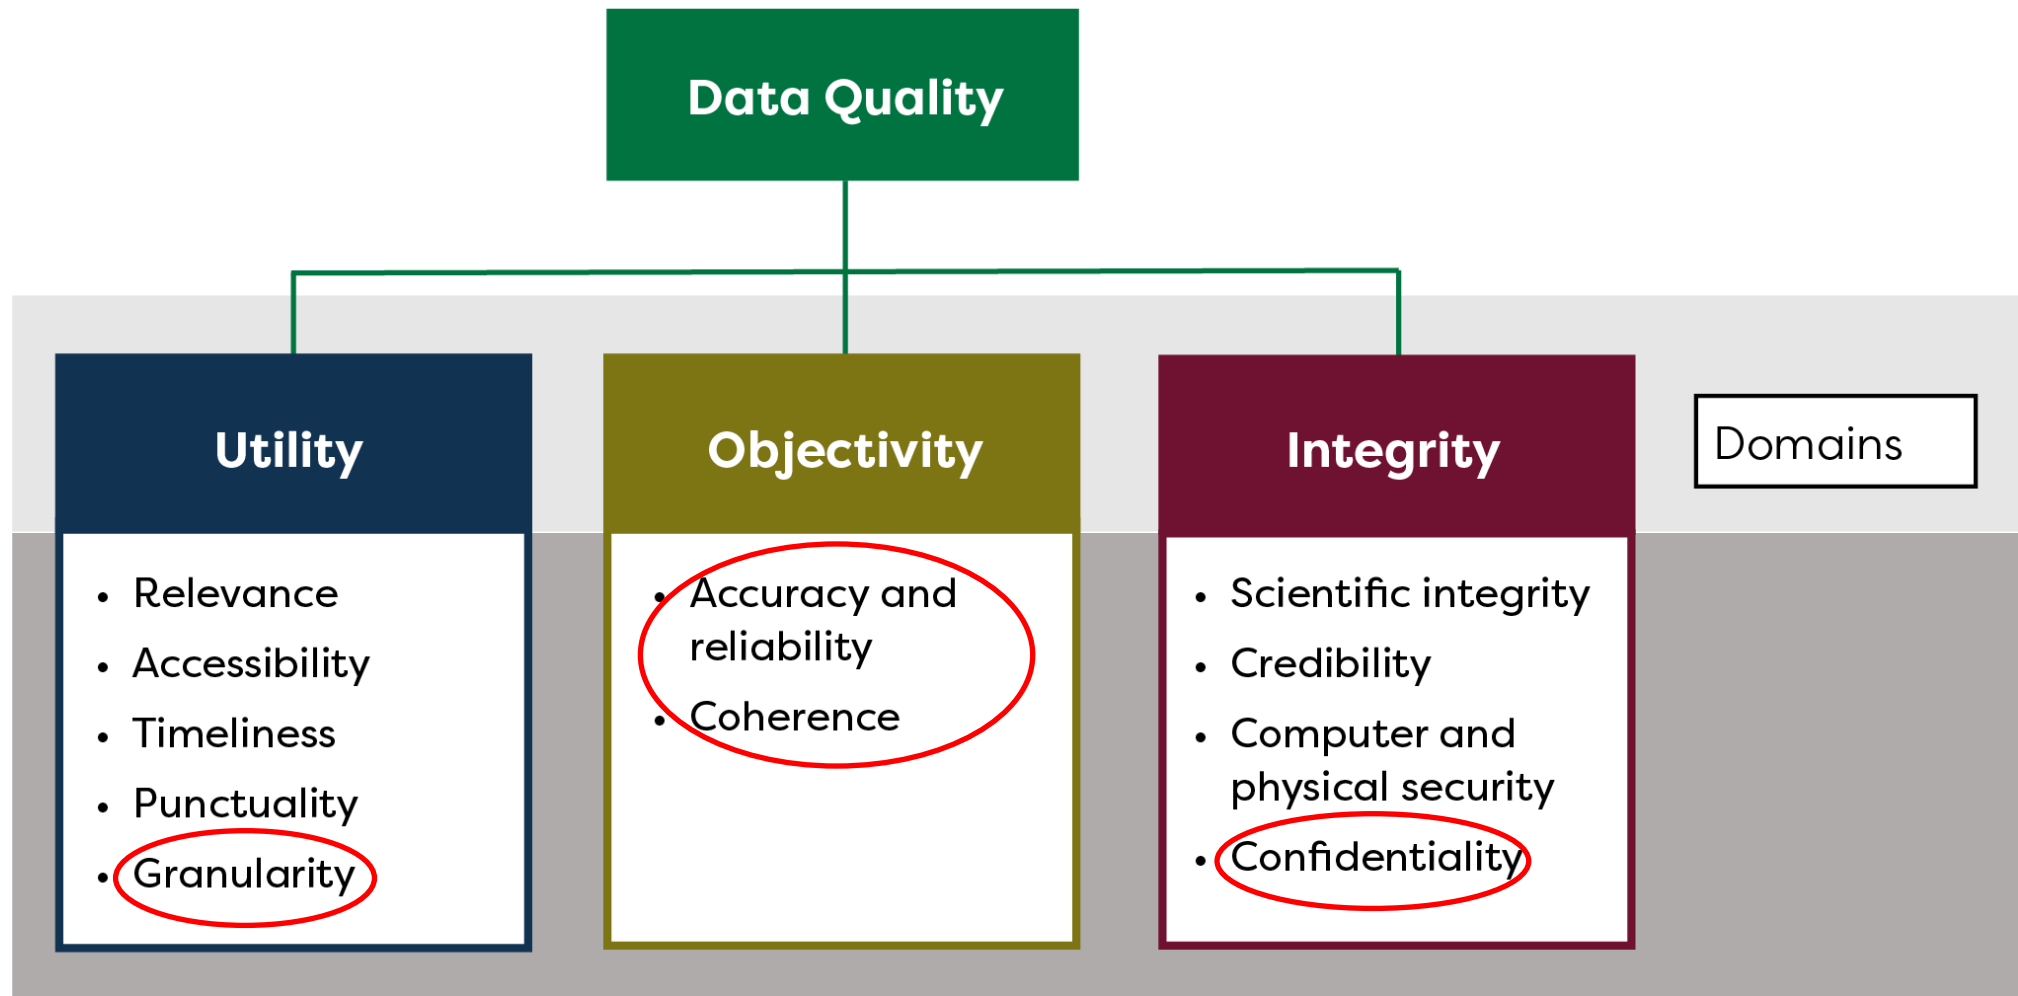 Data Quality
Utility
Objectivity
Integrity
Domains
• Relevance
• Accessibility
• Timeliness
• Punctuality
• Granularity
• Accuracy and
reliability
• Coherence
• Scientific integrity
• Credibility
• Computer and
physical security
• Confidentiality